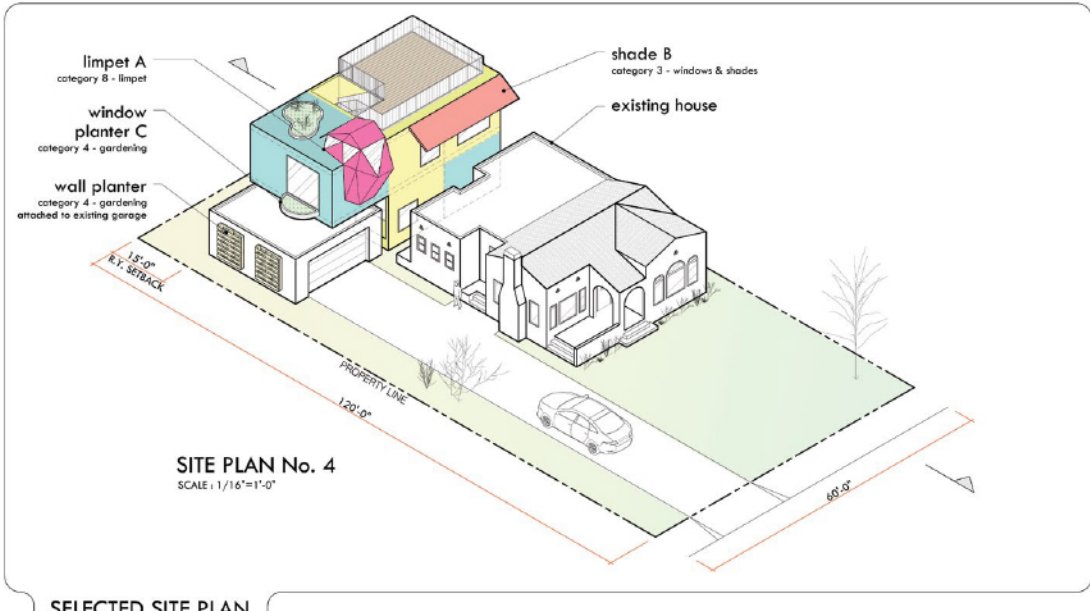 limpet A
category 8 - limpet
window
planter C
category 4 - gardening
wall planter
category 4 - gardening
attached to existing garage
shade B
category 3 - windows & shades
existing house
15'-0"
R.Y. SETBACK
PROPERTY LINE
120'-0"
60'-0"
SITE PLAN No. 4
SCALE : 1/16"=1'-0"
SELECTED SITE PLAN